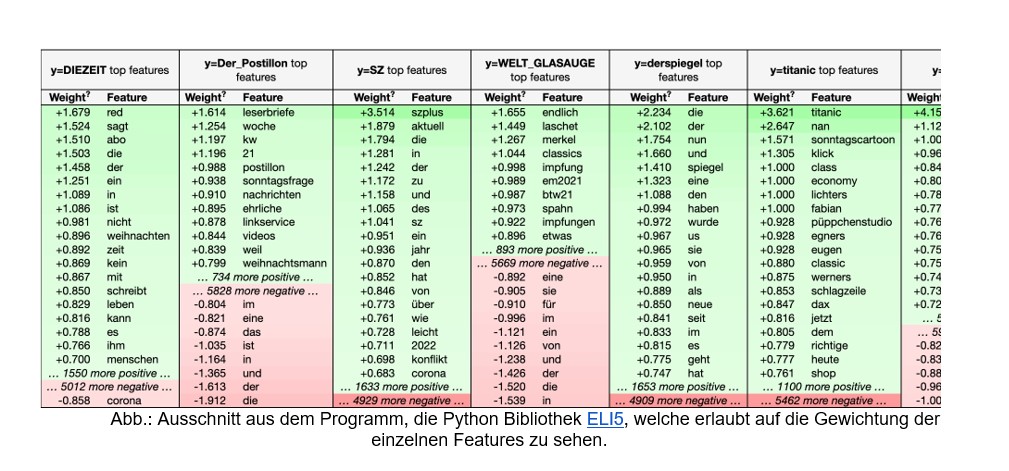 y=DIEZEIT top features y=Der_Postillon top features y=SZ top features y=WELT_GLASAUGE top features y=derspiegel top features y=titanic top features y=
Weight? Feature Weight? Feature Weight? Feature Weight? Feature Weight? Feature Weight? Feature Weight
+1.679 red +1.614 leserbriefe +3.514 szplus +1.655 endlich +2.234 die +3.621 titanic +4.15
+1.524 sagt +1.254 woche +1.879 aktuell +1.449 laschet +2.102 der +2.647 nan +1.12
+1.510 abo +1.197 kw +1.794 die +1.267 merkel +1.754 nun +1.571 sonntagscartoon +1.00
+1.503 die +1.196 21 +1.281 in +1.044 classics +1.660 und +1.305 klick +0.96
+1.458 der +0.988 postillon +1.242 der +0.998 impfung +1.410 spiegel +1.000 class +0.84
+1.251 ein +0.938 sonntagsfrage +1.172 zu +0.989 em2021 +1.323 eine +1.000 economy +0.80
+1.089 in +0.910 nachrichten +1.158 und +0.987 btw21 +1.088 den +1.000 lichters +0.78
+1.086 ist +0.895 ehrliche +1.065 des +0.973 spahn +0.994 haben +1.000 fabian +0.77
+0.981 nicht +0.878 linkservice +1.041 sz +0.922 impfungen +0.972 wurde +0.928 püppchenstudio +0.76
+0.896 weihnachten +0.844 videos +0.951 ein +0.896 etwas +0.967 us +0.928 egners +0.76
+0.892 zeit +0.839 weil +0.936 jahr … 893 more positive … +0.965 sie +0.928 eugen +0.75
+0.869 kein +0.799 weihnachtsmann +0.870 den … 5669 more negative … +0.959 von +0.880 classic +0.75
+0.867 mit … 734 more positive … +0.852 hat -0.892 eine +0.950 in +0.875 werners +0.74
+0.850 schreibt … 5828 more negative … +0.846 von -0.905 sie +0.889 als +0.853 schlagzeile +0.73
+0.829 leben -0.804 im +0.773 über -0.910 für +0.850 neue +0.847 dax +0.72
+0.816 kann -0.821 eine +0.761 wie -0.996 im +0.841 seit +0.816 jetzt … 5
+0.788 es -0.874 das +0.728 leicht -1.121 ein +0.833 im +0.805 dem … 59
+0.766 ihm -1.035 ist +0.711 2022 -1.126 von +0.815 es +0.779 richtige -0.82
+0.700 menschen -1.164 in +0.698 konflikt -1.238 und +0.775 geht +0.777 heute -0.83
… 1550 more positive … -1.365 und +0.683 corona -1.426 der +0.747 hat +0.761 shop -0.88
… 5012 more negative … -1.613 der … 1633 more positive … -1.520 die … 1653 more positive … … 1100 more positive … -0.96
-0.858 corona -1.912 die … 4929 more negative … -1.539 in … 4909 more negative … … 5462 more negative … -1.00
Abb.: Ausschnitt aus dem Programm, die Python Bibliothek ELI5, welche erlaubt auf die Gewichtung der
einzelnen Features zu sehen.